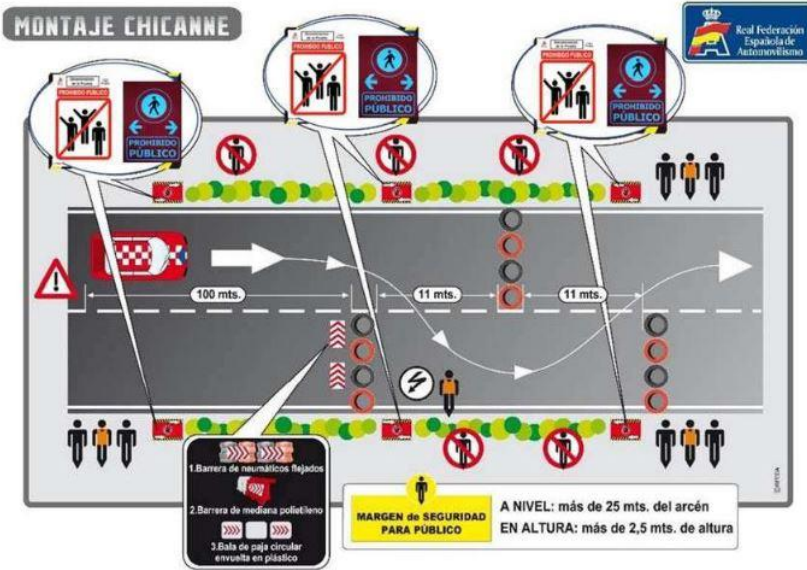 MONTAJE CHICANNE
Real Federación
Española de
Automovilismo
PROHIBIDO PÚBLICO
PROHIBIDO
PÚBLICO
PROHIBIDO PÚBLICO
PROHIBIDO
PÚBLICO
PROHIBIDO PÚBLICO
PROHIBIDO
PÚBLICO
100 mts.
11 mts.
11 mts.
1.Barrera de neumáticos flejados
2.Barrera de mediana polietileno
3.Bala de paja circular
envuelta en plástico
MARGEN de SEGURIDAD
PARA PÚBLICO
A NIVEL: más de 25 mts. del arcén
EN ALTURA: más de 2,5 mts. de altura